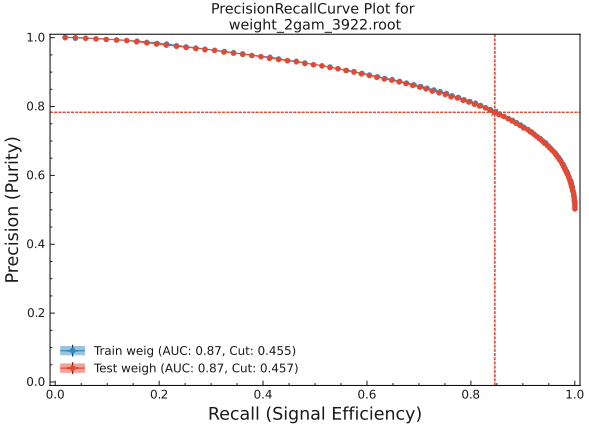 PrecisionRecallCurve Plot for
weight_2gam_3922.root
1.0
0.8
0.6
0.4
0.2
0.0
Precision (Purity)
Train weig (AUC: 0.87, Cut: 0.455)
Test weigh (AUC: 0.87, Cut: 0.457)
0.0 0.2 0.4 0.6 0.8 1.0
Recall (Signal Efficiency)